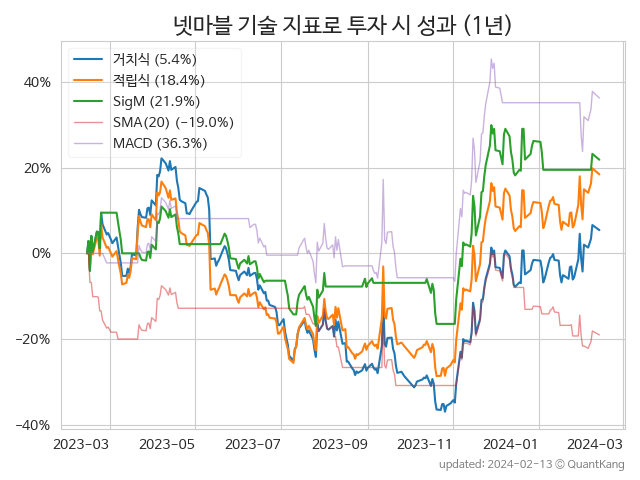 넷마블 기술 지표로 투자 시 성과 (1년)
거치식 (5.4%)
적립식 (18.4%)
SigM (21.9%)
SMA(20) (−19.0%)
MACD (36.3%)
40%
20%
0%
−20%
−40%
2023-03 2023-05 2023-07 2023-09 2023-11 2024-01 2024-03
updated: 2024-02-13 © QuantKang